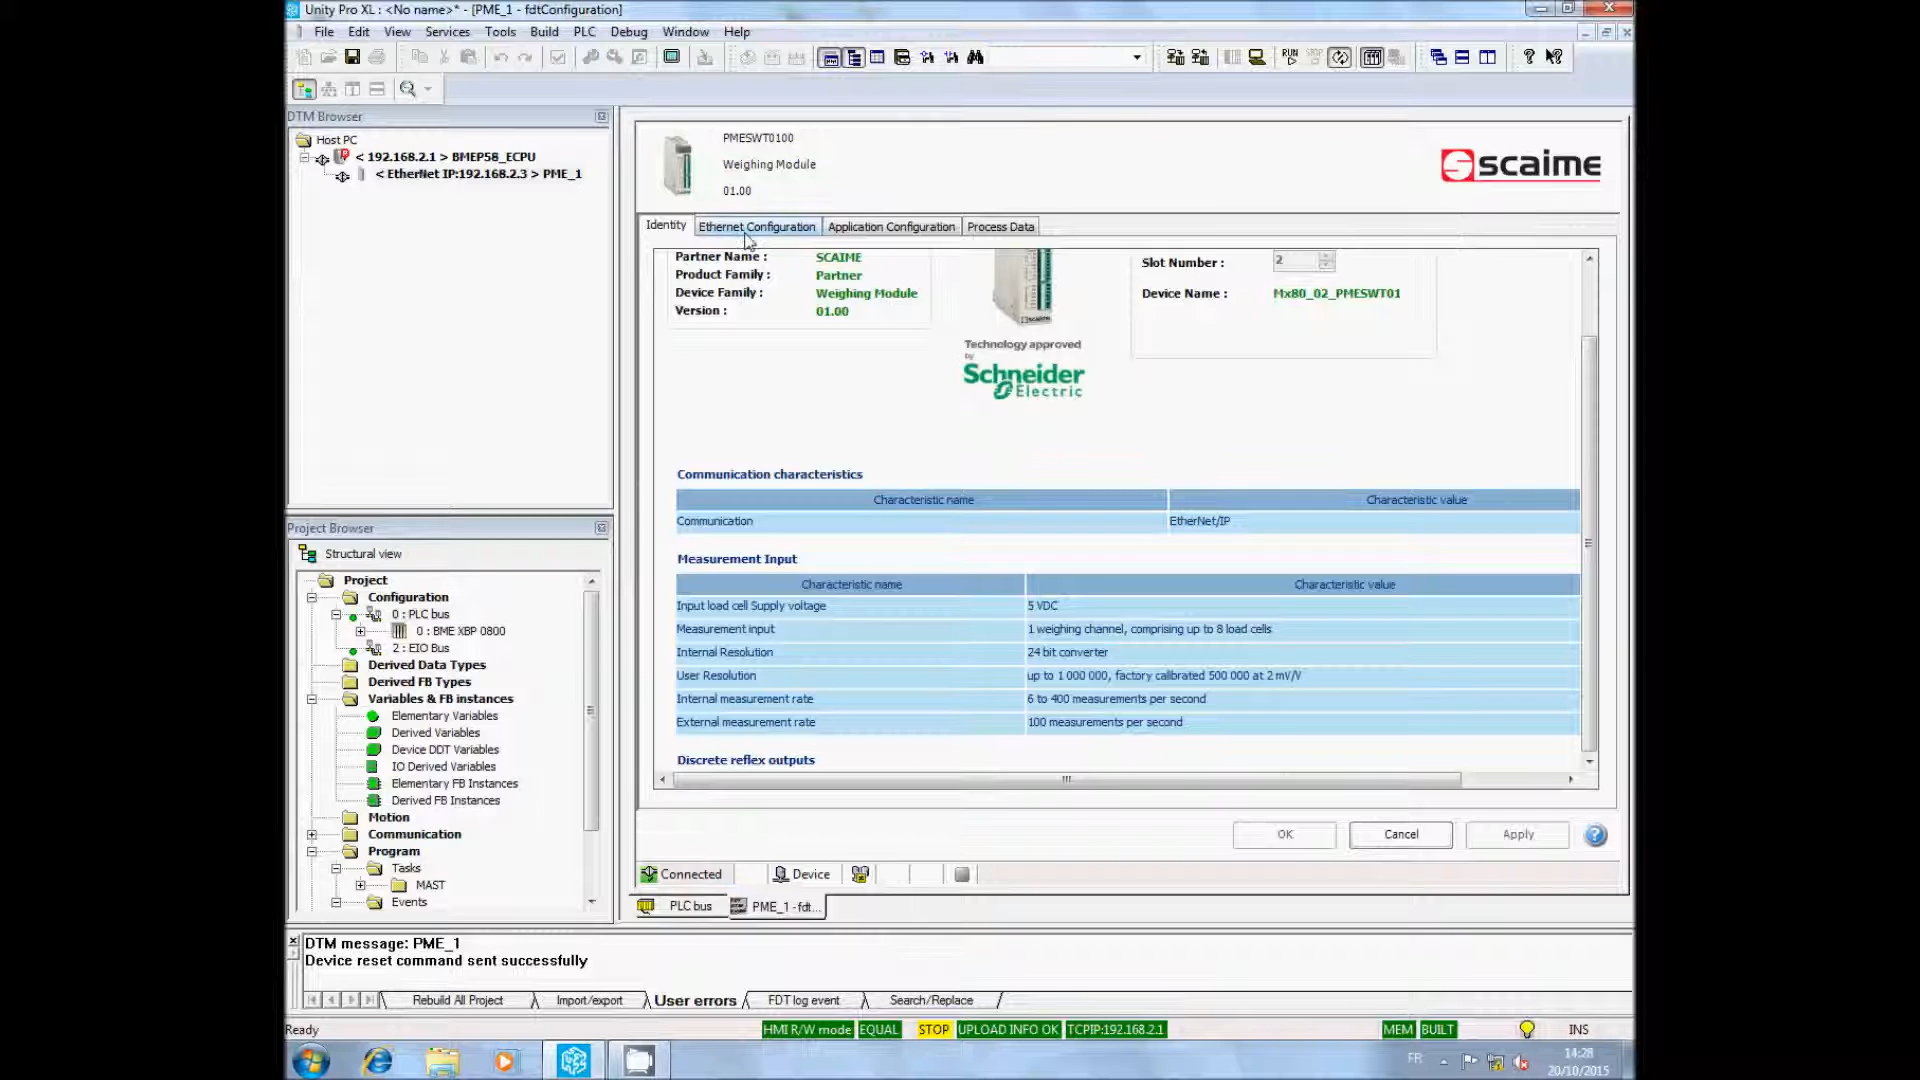 Unity Pro XL : <No name>* - [PME_1 - fdtConfiguration]
File Edit View Services Tools Build PLC Debug Window Help
RUN STOP
DTM Browser
Host PC
< 192.168.2.1 > BMEP58_ECPU
< EtherNet IP:192.168.2.3 > PME_1
PMESWT0100
Weighing Module
01.00
scaime
Identity Ethernet Configuration Application Configuration Process Data
Partner Name : SCAIME
Product Family : Partner
Device Family : Weighing Module
Version : 01.00
scaime
Slot Number : 2
Device Name : Mx80_02_PMESWT01
Technology approved
by
Schneider
Electric
Communication characteristics
Characteristic name Characteristic value
Communication EtherNet/IP
Measurement Input
Characteristic name Characteristic value
Input load cell Supply voltage 5 VDC
Measurement input 1 weighing channel, comprising up to 8 load cells
Internal Resolution 24 bit converter
User Resolution up to 1 000 000, factory calibrated 500 000 at 2 mV/V
Internal measurement rate 6 to 400 measurements per second
External measurement rate 100 measurements per second
Discrete reflex outputs
OK Cancel Apply
Connected Device
PLC bus PME_1 - fdt...
Project Browser
Structural view
Project
Configuration
0 : PLC bus
0 : BME XBP 0800
2 : EIO Bus
Derived Data Types
Derived FB Types
Variables & FB instances
Elementary Variables
Derived Variables
Device DDT Variables
IO Derived Variables
Elementary FB Instances
Derived FB Instances
Motion
Communication
Program
Tasks
MAST
Events
DTM message: PME_1
Device reset command sent successfully
Rebuild All Project Import/export User errors FDT log event Search/Replace
Ready HMI R/W mode EQUAL STOP UPLOAD INFO OK TCPIP:192.168.2.1 MEM BUILT INS
FR 14:28
20/10/2015